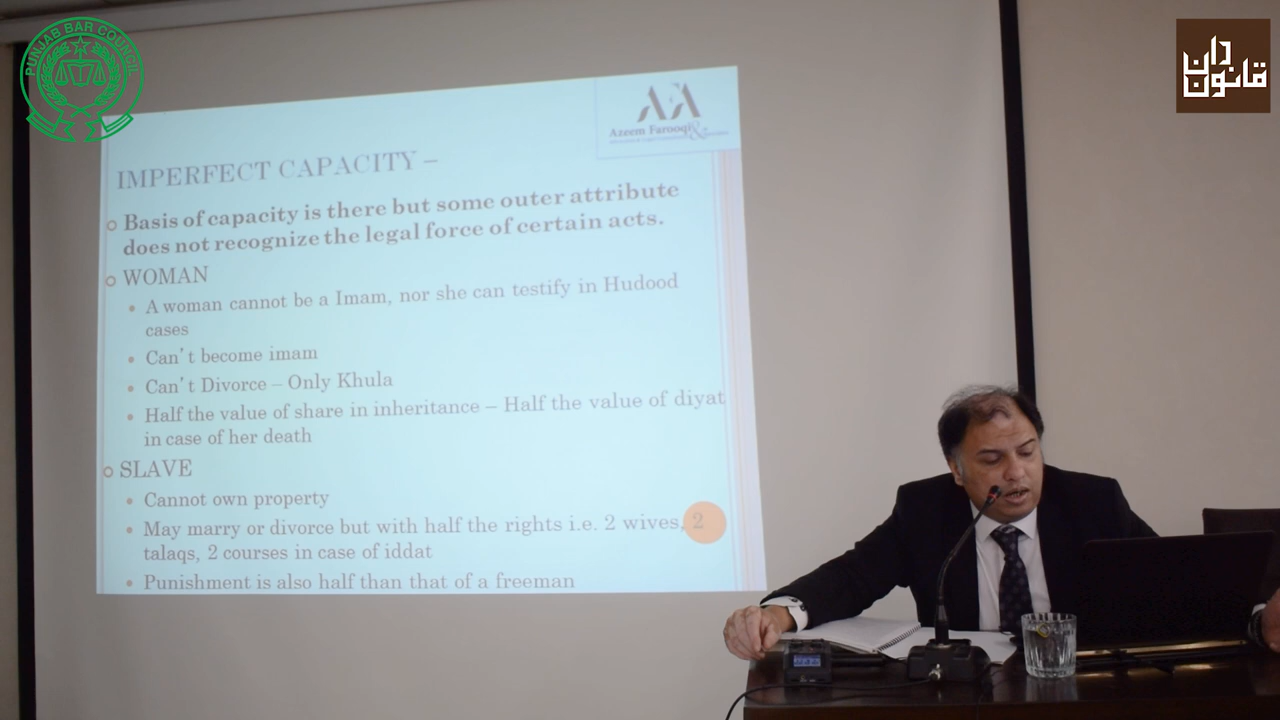 PUNJAB BAR COUNCIL
قانون دان
AFA
Azeem Farooqi &
IMPERFECT CAPACITY –
Basis of capacity is there but some outer attribute
does not recognize the legal force of certain acts.
WOMAN
A woman cannot be a Imam, nor she can testify in Hudood
cases
Can't become imam
Can't Divorce – Only Khula
Half the value of share in inheritance – Half the value of diyat
in case of her death
SLAVE
Cannot own property
May marry or divorce but with half the rights i.e. 2 wives, 2
talaqs, 2 courses in case of iddat
Punishment is also half than that of a freeman